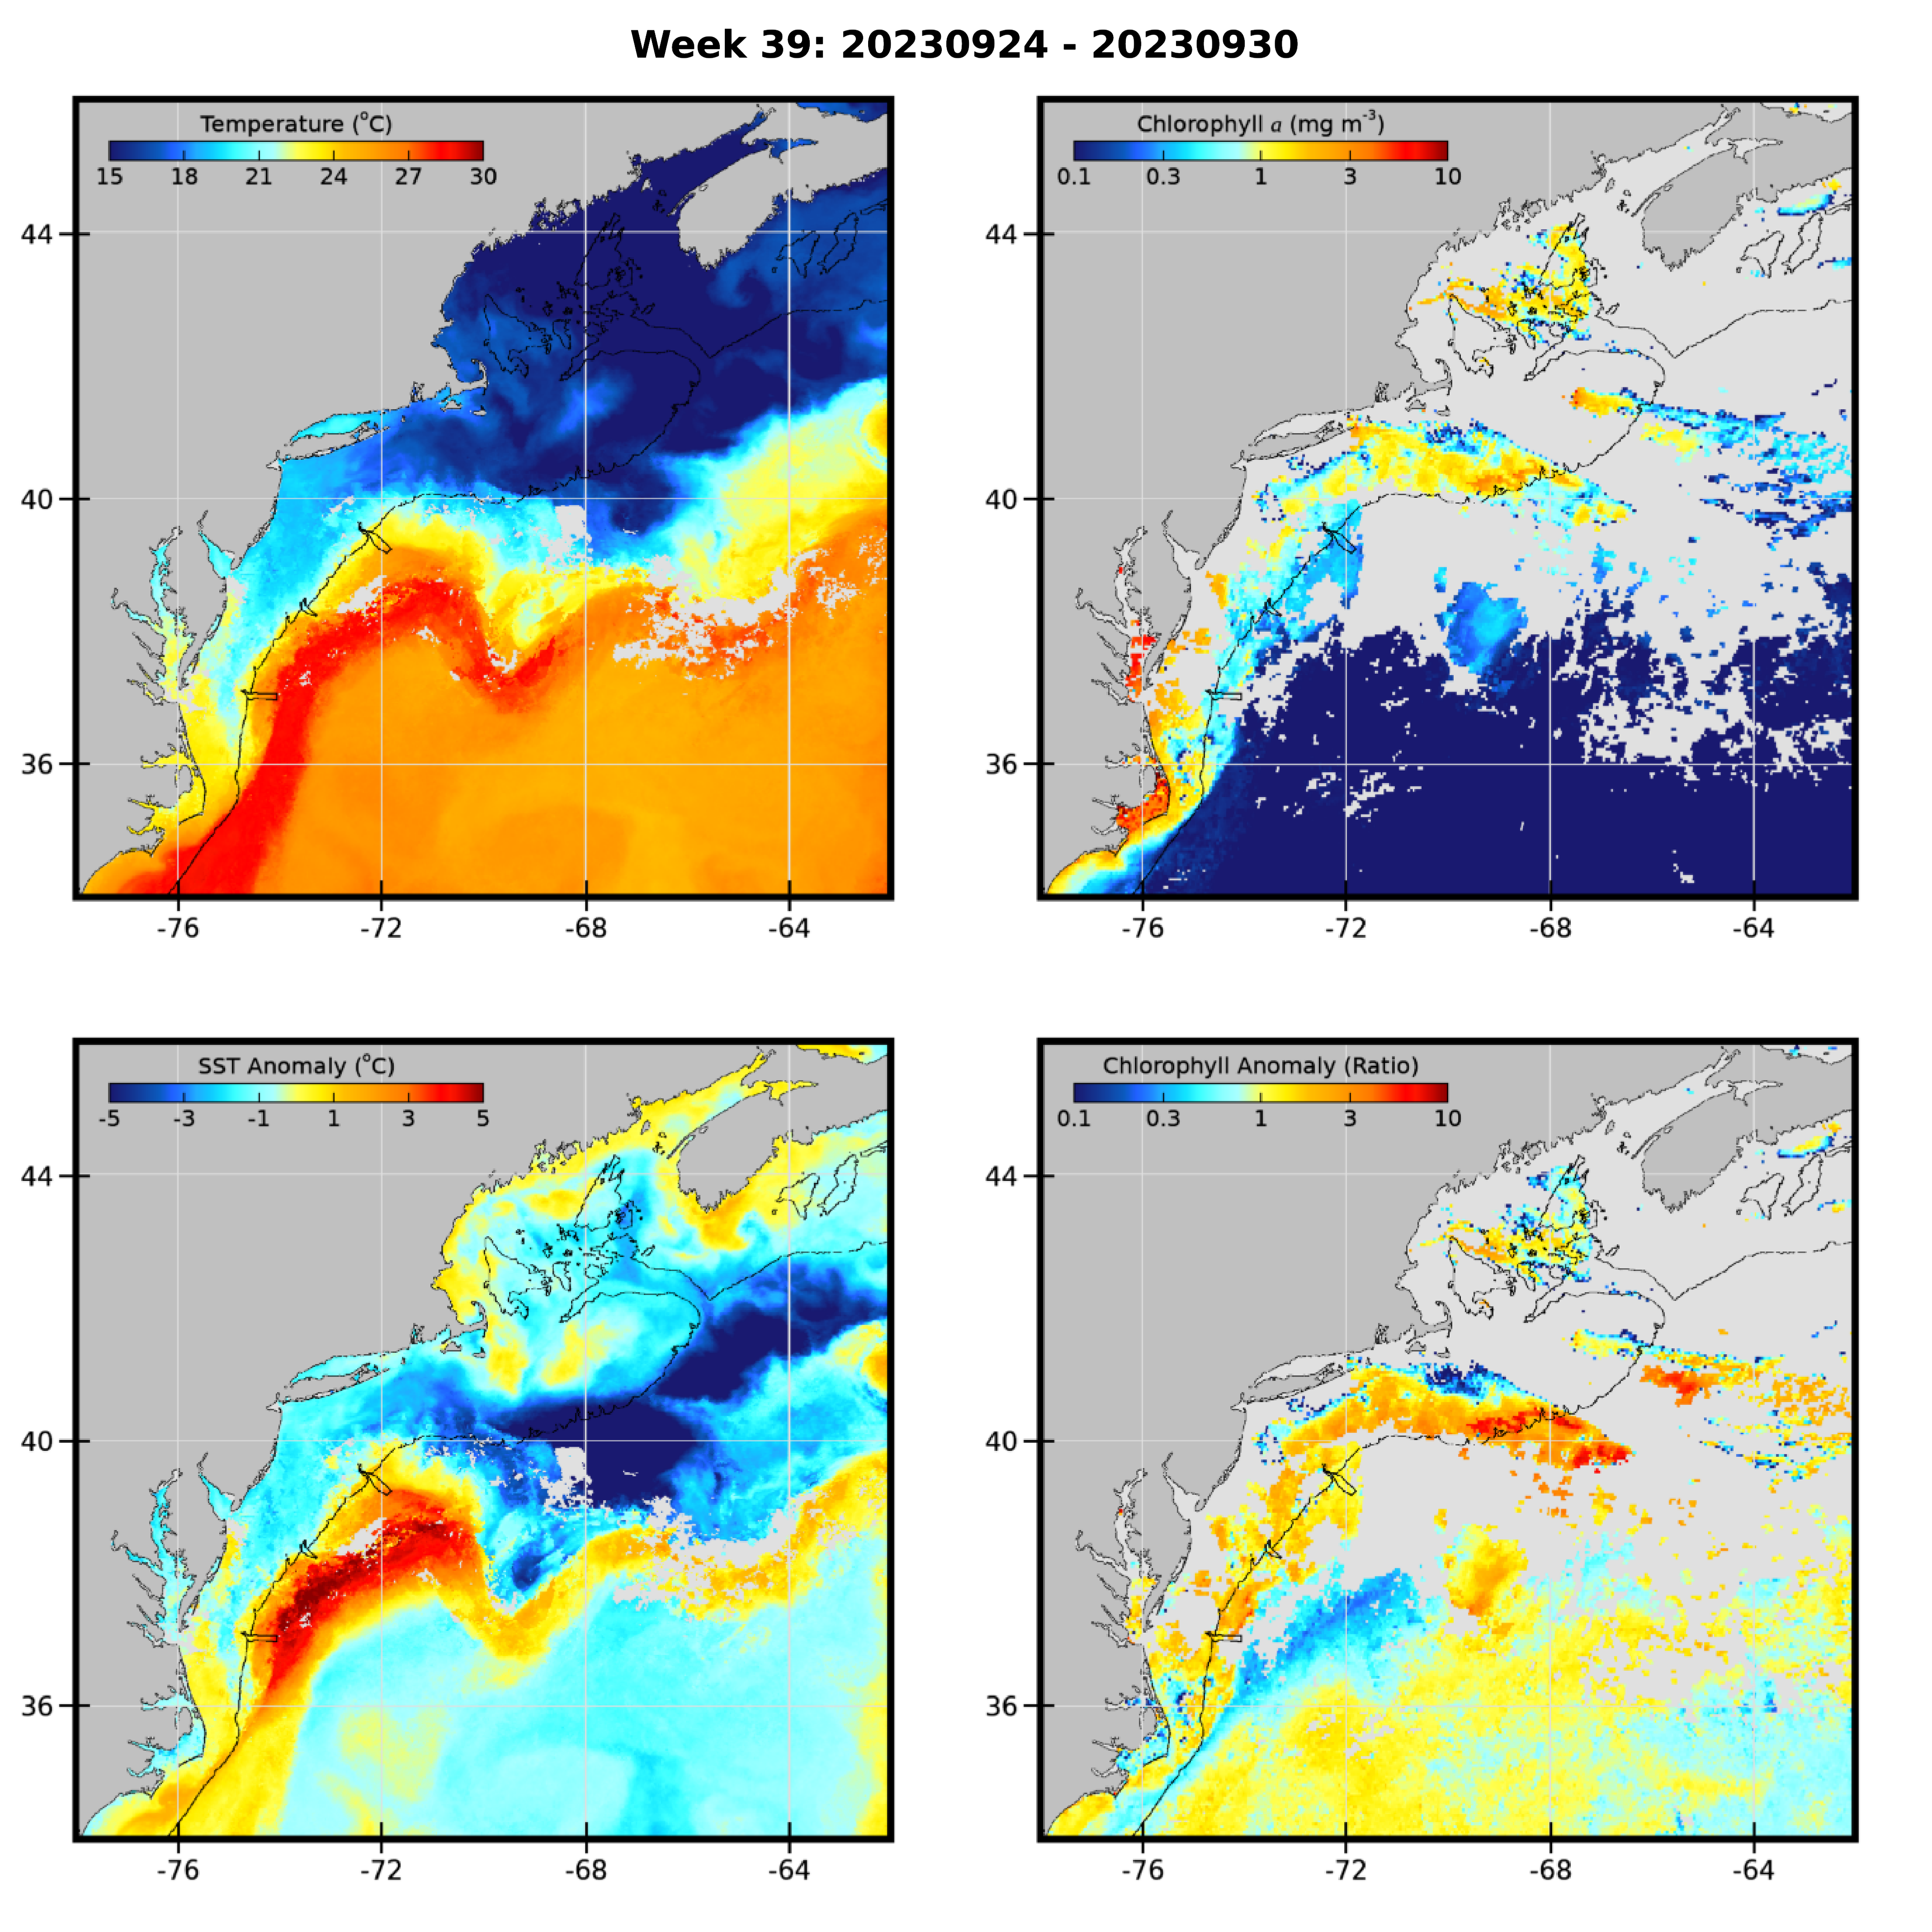 Week 39: 20230924 - 20230930
Temperature (°C)
15 18 21 24 27 30
44
40
36
-76 -72 -68 -64
Chlorophyll a (mg m⁻³)
0.1 0.3 1 3 10
44
40
36
-76 -72 -68 -64
SST Anomaly (°C)
-5 -3 -1 1 3 5
44
40
36
-76 -72 -68 -64
Chlorophyll Anomaly (Ratio)
0.1 0.3 1 3 10
44
40
36
-76 -72 -68 -64